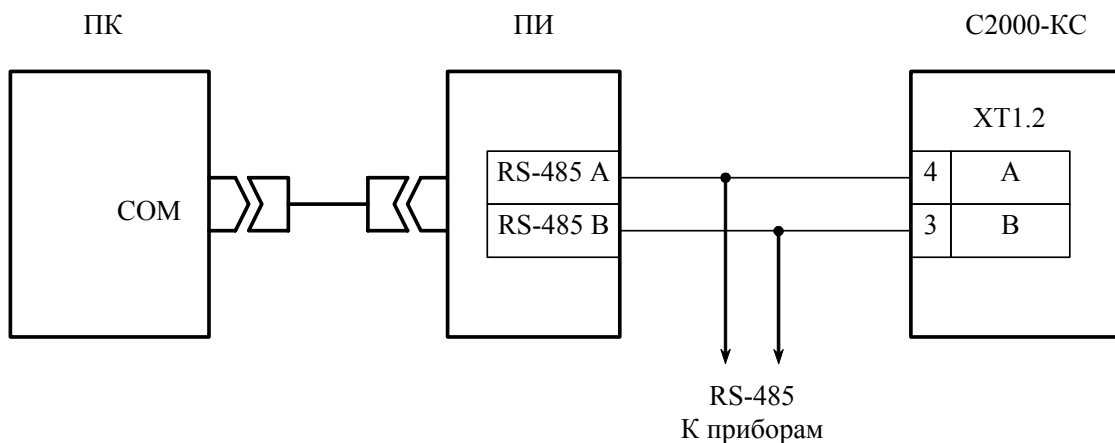 ПК
ПИ
С2000-КС
XT1.2
RS-485 A
4
A
COM
RS-485 B
3
B
RS-485
К приборам